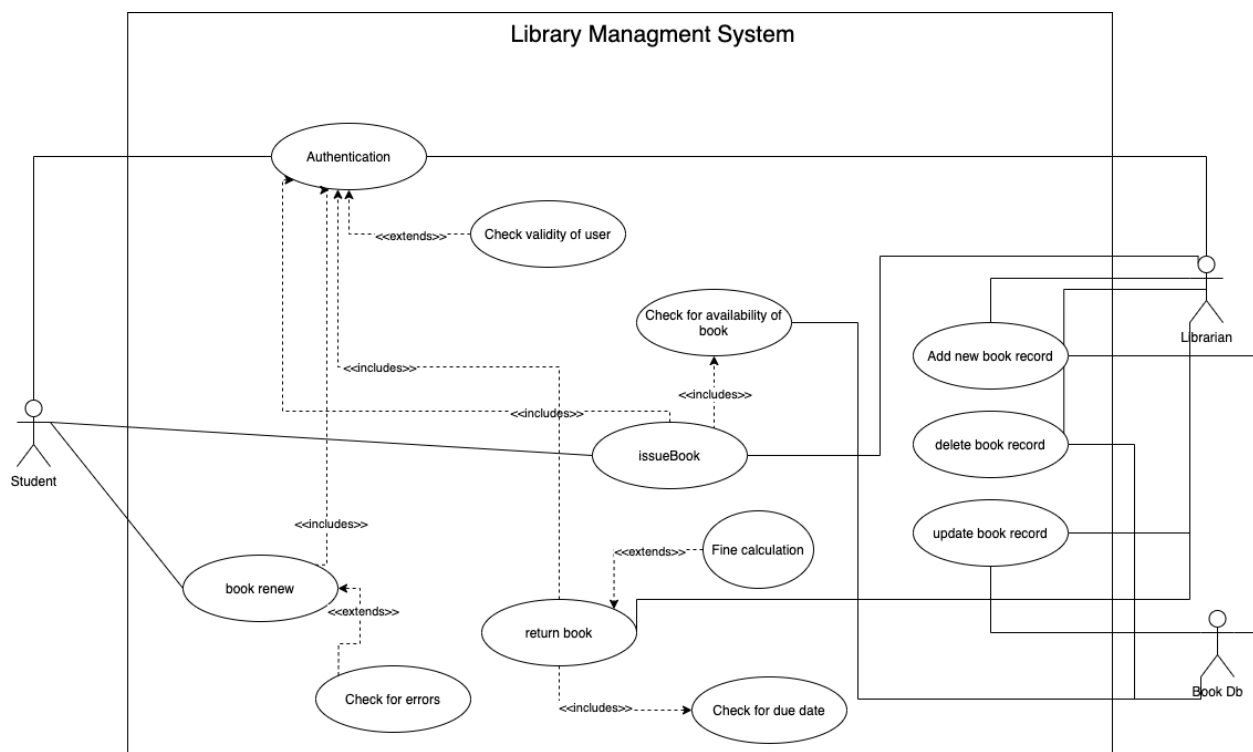 Library Managment System
Authentication
<<extends>>
Check validity of user
Check for availability of
book
Librarian
Add new book record
<<includes>>
<<includes>>
<<includes>>
delete book record
issueBook
Student
<<includes>>
update book record
<<extends>>
Fine calculation
book renew
<<extends>>
return book
Check for errors
Book Db
<<includes>>
Check for due date